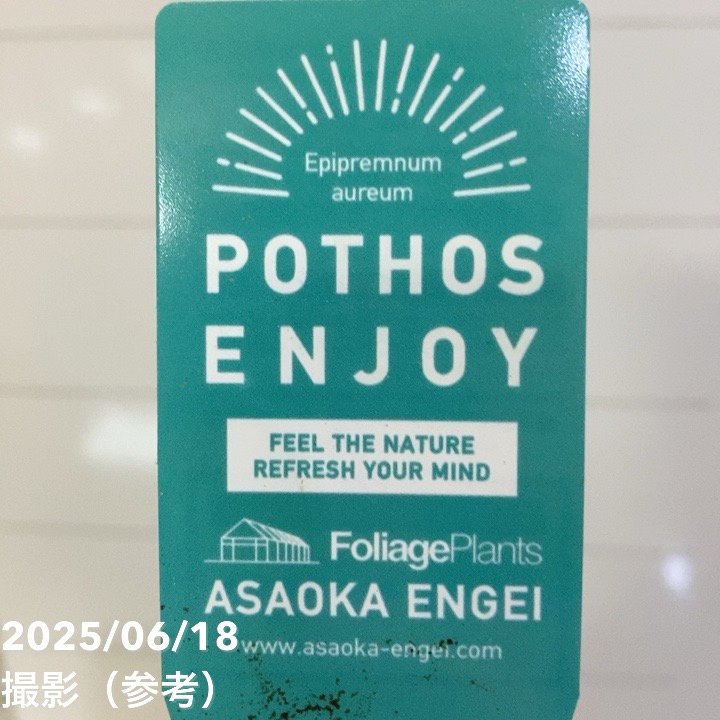 Epipremnum
aureum
POTHOS
ENJOY
FEEL THE NATURE
REFRESH YOUR MIND
FoliagePlants
ASAOKA ENGEI
www.asaoka-engei.com
2025/06/18
撮影（参考）